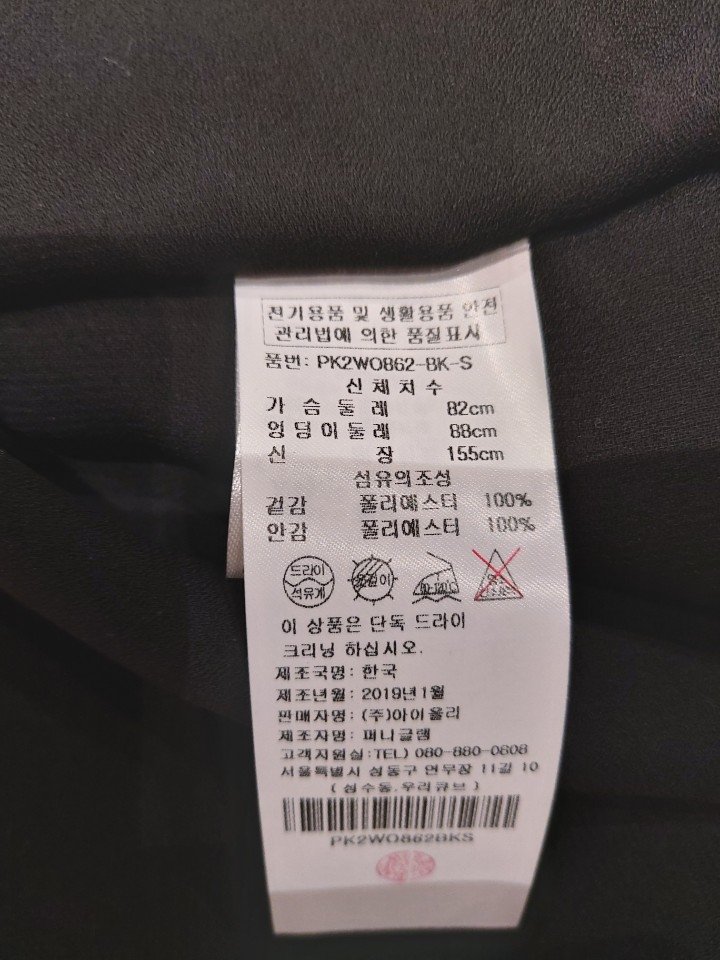 전기용품 및 생활용품 안전
관리법에 의한 품질표시
품번: PK2WO862-BK-S
신체치수
가슴둘레 82cm
엉덩이둘레 88cm
신장 155cm
섬유의조성
겉감 폴리에스터 100%
안감 폴리에스터 100%
드라이
석유계
옷걸이
80~120℃
이 상품은 단독 드라이
크리닝 하십시오.
제조국명: 한국
제조년월: 2019년1월
판매자명: (주)아이올리
제조자명: 퍼니글램
고객지원실:TEL) 080-880-0808
서울특별시 성동구 연무장 11길 10
(성수동,우리큐브)
PK2WO862BKS